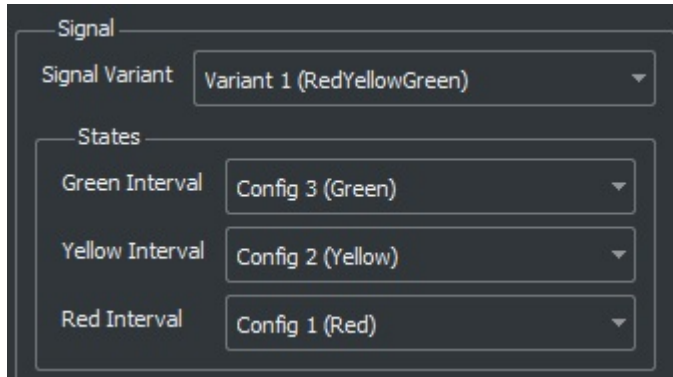 Signal
Signal Variant Variant 1 (RedYellowGreen)
States
Green Interval Config 3 (Green)
Yellow Interval Config 2 (Yellow)
Red Interval Config 1 (Red)